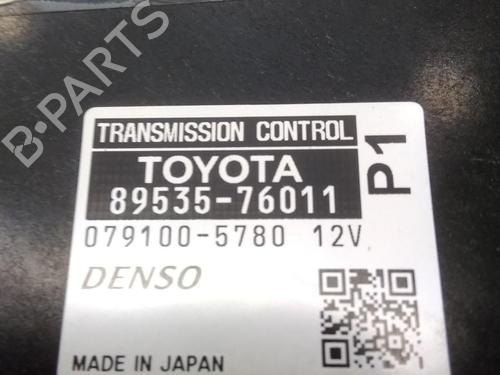 B-PARTS
TRANSMISSION CONTROL
TOYOTA
89535-76011
P1
079100-5780 12V
DENSO
MADE IN JAPAN